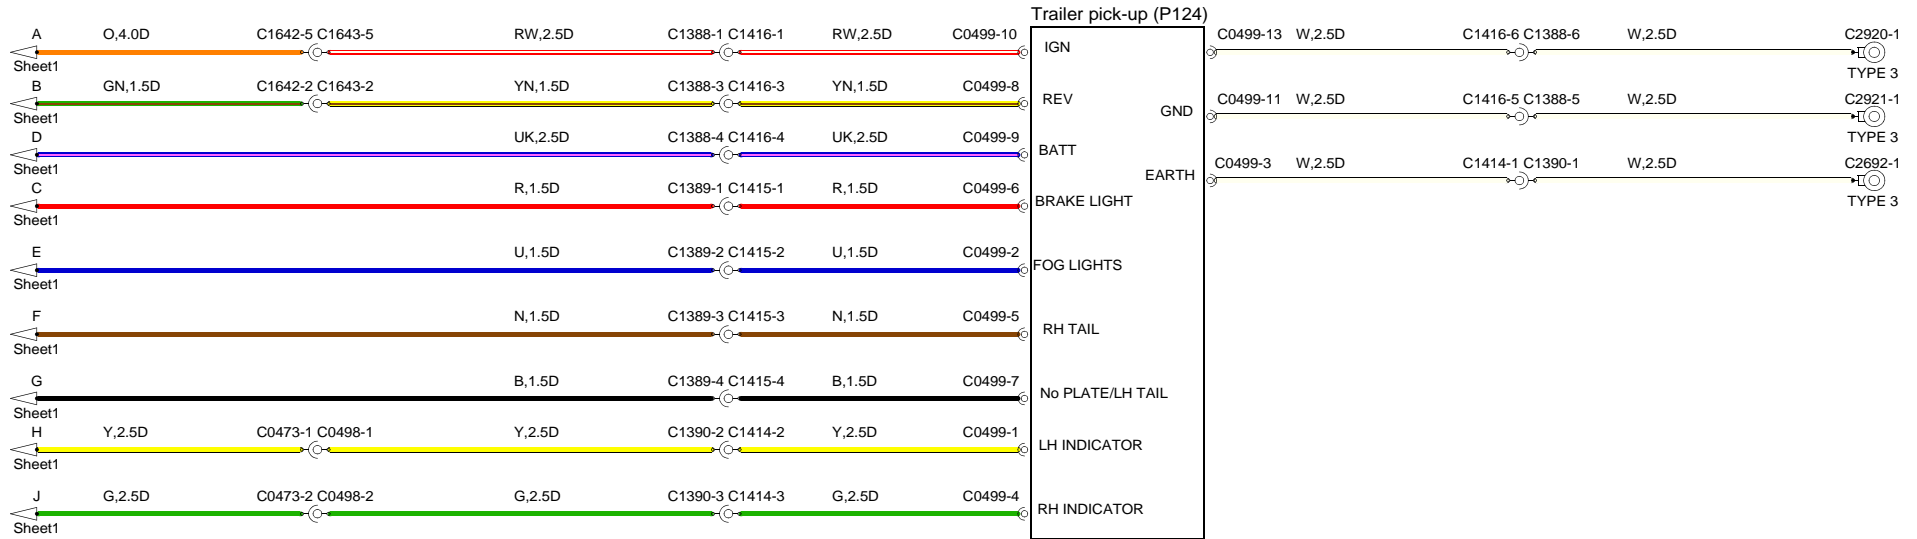 Trailer pick-up (P124)
A O,4.0D C1642-5 C1643-5 RW,2.5D C1388-1 C1416-1 RW,2.5D C0499-10 IGN C0499-13 W,2.5D C1416-6 C1388-6 W,2.5D C2920-1
Sheet1 TYPE 3
B GN,1.5D C1642-2 C1643-2 YN,1.5D C1388-3 C1416-3 YN,1.5D C0499-8 REV C0499-11 W,2.5D C1416-5 C1388-5 W,2.5D C2921-1
Sheet1 GND TYPE 3
D UK,2.5D C1388-4 C1416-4 UK,2.5D C0499-9 BATT C0499-3 W,2.5D C1414-1 C1390-1 W,2.5D C2692-1
Sheet1 EARTH
C R,1.5D C1389-1 C1415-1 R,1.5D C0499-6 BRAKE LIGHT TYPE 3
Sheet1
E U,1.5D C1389-2 C1415-2 U,1.5D C0499-2 FOG LIGHTS
Sheet1
F N,1.5D C1389-3 C1415-3 N,1.5D C0499-5 RH TAIL
Sheet1
G B,1.5D C1389-4 C1415-4 B,1.5D C0499-7 No PLATE/LH TAIL
Sheet1
H Y,2.5D C0473-1 C0498-1 Y,2.5D C1390-2 C1414-2 Y,2.5D C0499-1 LH INDICATOR
Sheet1
J G,2.5D C0473-2 C0498-2 G,2.5D C1390-3 C1414-3 G,2.5D C0499-4 RH INDICATOR
Sheet1